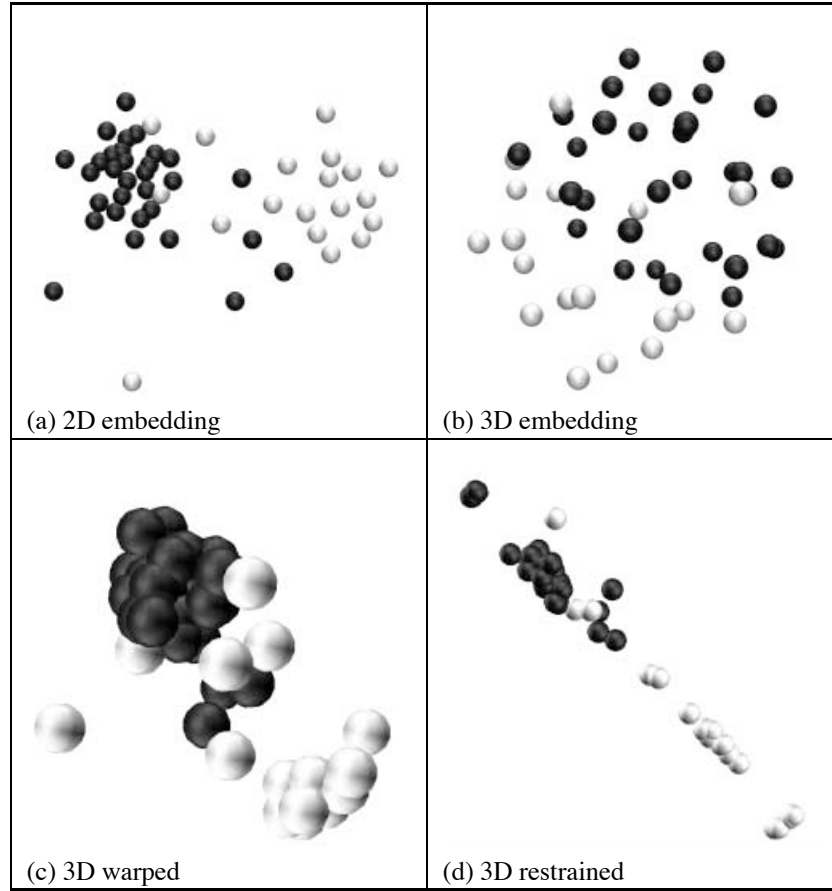 (a) 2D embedding
(b) 3D embedding
(c) 3D warped
(d) 3D restrained